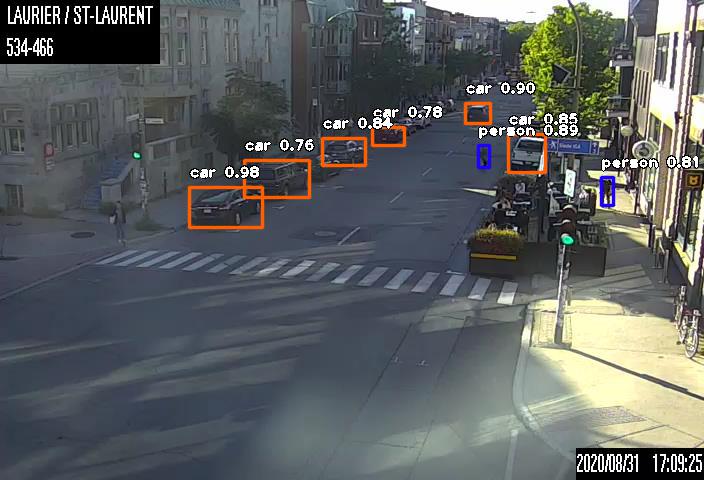 LAURIER / ST-LAURENT
534-466
car 0.90
car 0.78
car 0.84
car 0.85
person 0.89
car 0.76
person 0.81
car 0.98
2020/08/31 17:09:25